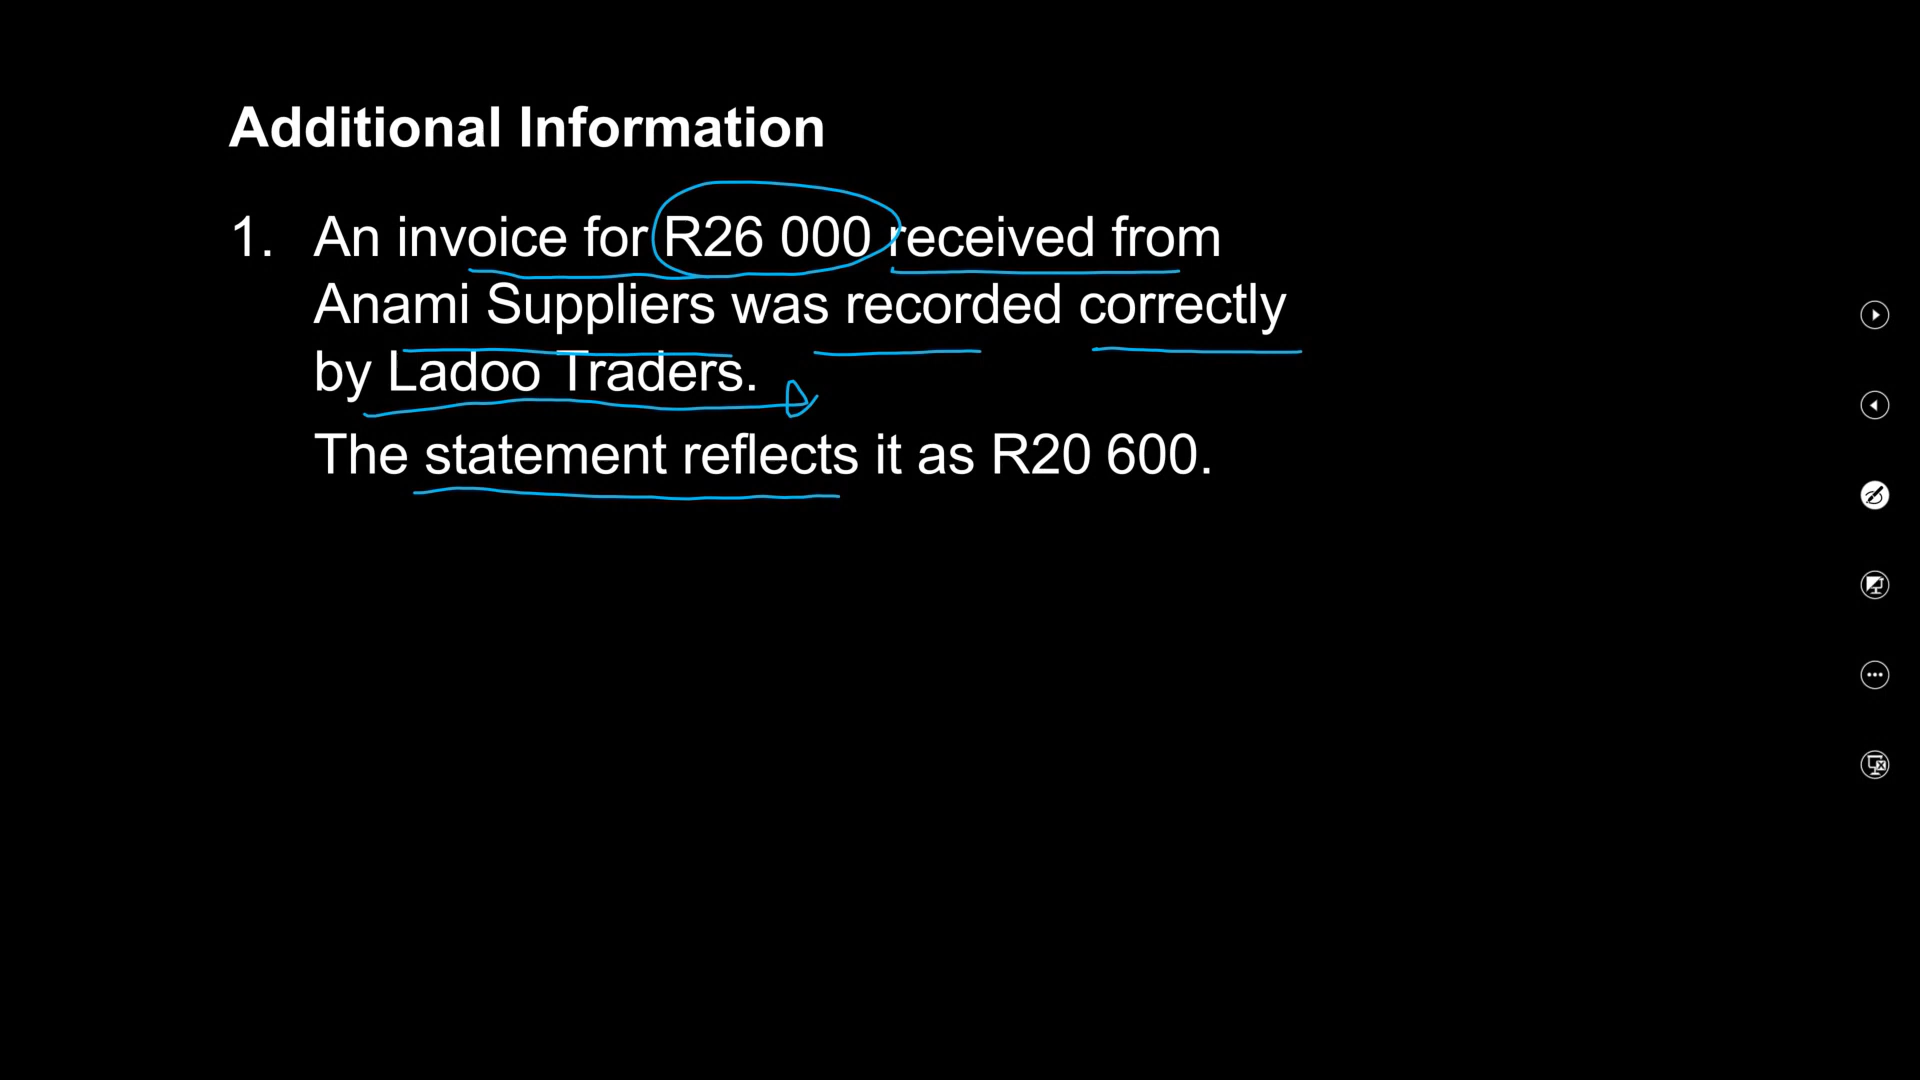 Additional Information
1. An invoice for R26 000 received from
Anami Suppliers was recorded correctly
by Ladoo Traders.
The statement reflects it as R20 600.